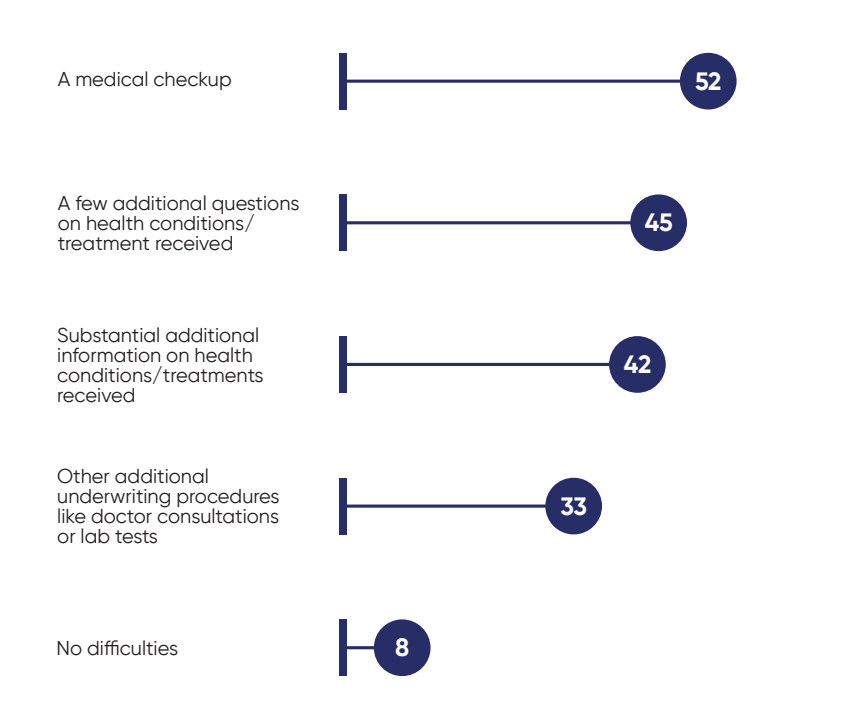 A medical checkup
52
A few additional questions
on health conditions/
treatment received
45
Substantial additional
information on health
conditions/treatments
received
42
Other additional
underwriting procedures
like doctor consultations
or lab tests
33
No difficulties
8